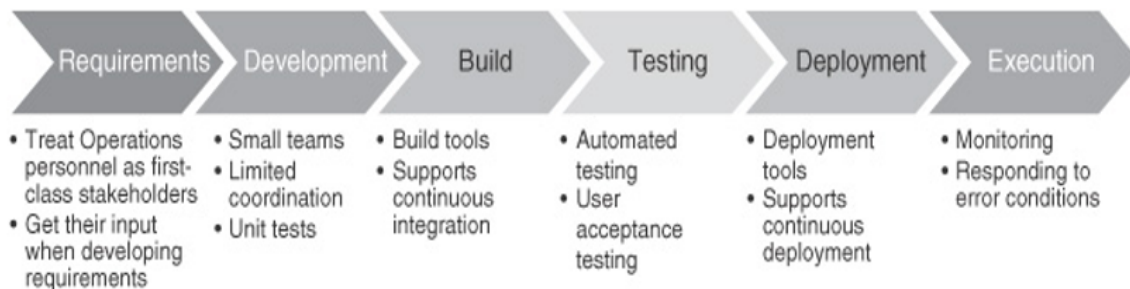 Requirements
Development
Build
Testing
Deployment
Execution
• Treat Operations
personnel as first-
class stakeholders
• Get their input
when developing
requirements
• Small teams
• Limited
coordination
• Unit tests
• Build tools
• Supports
continuous
integration
• Automated
testing
• User
acceptance
testing
• Deployment
tools
• Supports
continuous
deployment
• Monitoring
• Responding to
error conditions